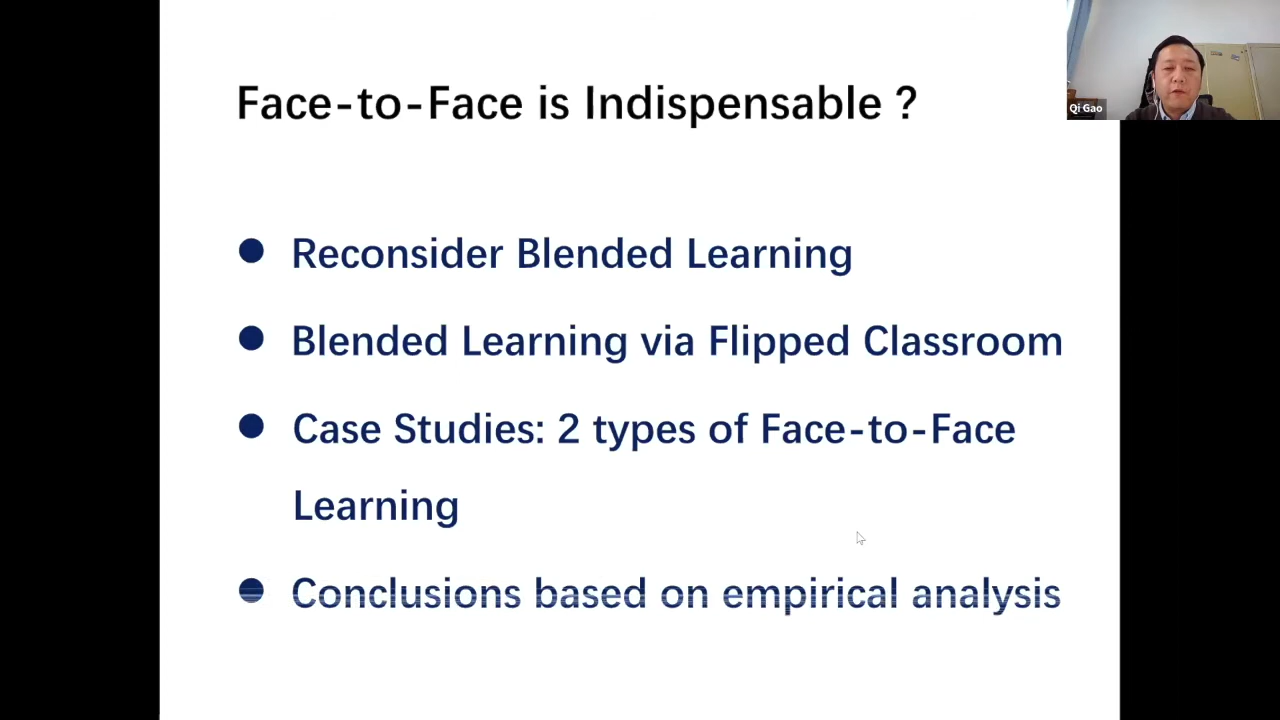 Face-to-Face is Indispensable ?
Qi Gao
Reconsider Blended Learning
Blended Learning via Flipped Classroom
Case Studies: 2 types of Face-to-Face
Learning
Conclusions based on empirical analysis